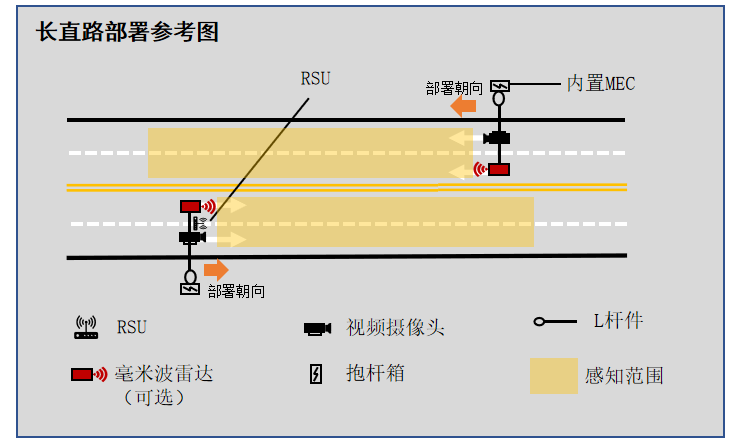 长直路部署参考图
RSU
部署朝向
内置MEC
部署朝向
RSU
视频摄像头
L杆件
毫米波雷达
（可选）
抱杆箱
感知范围